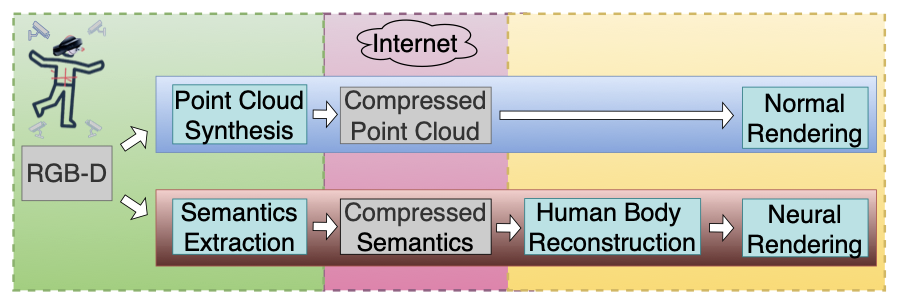 Internet
RGB-D
Point Cloud
Synthesis
Compressed
Point Cloud
Normal
Rendering
Semantics
Extraction
Compressed
Semantics
Human Body
Reconstruction
Neural
Rendering